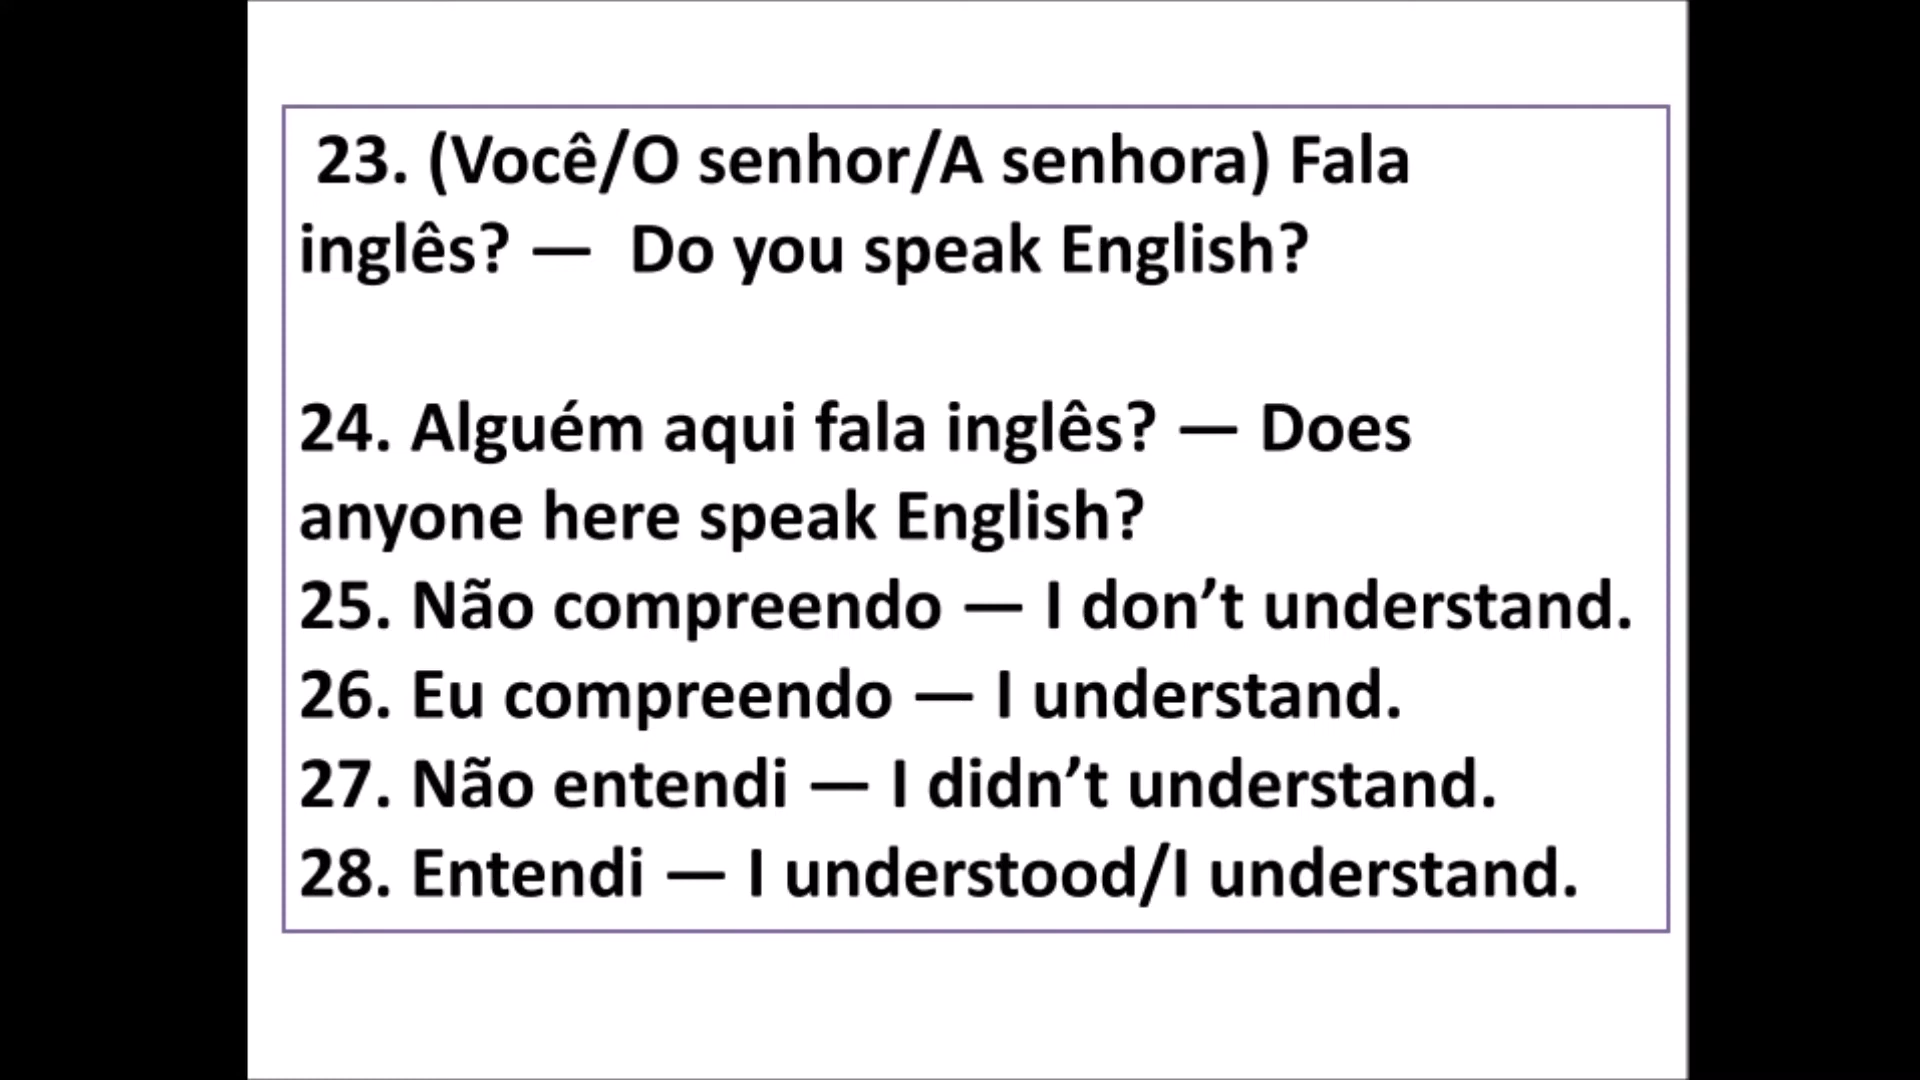 23. (Você/O senhor/A senhora) Fala
inglês? — Do you speak English?
24. Alguém aqui fala inglês? — Does
anyone here speak English?
25. Não compreendo — I don’t understand.
26. Eu compreendo — I understand.
27. Não entendi — I didn’t understand.
28. Entendi — I understood/I understand.